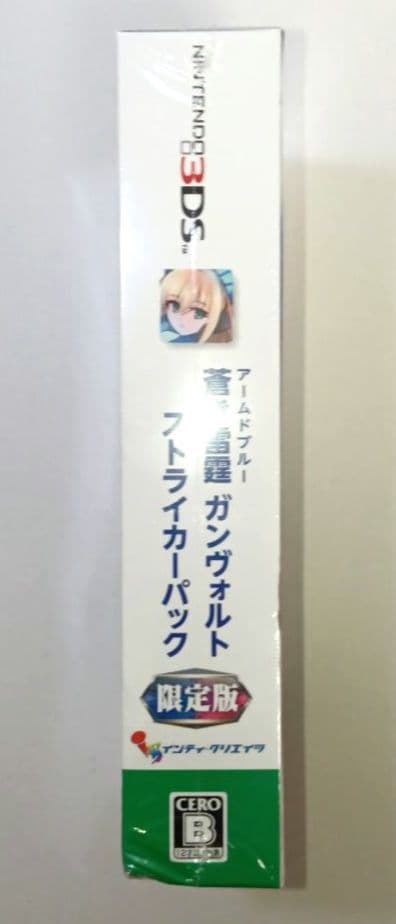 NINTENDO
3DS™
アームドブルー
蒼き雷霆 ガンヴォルト
ストライカーパック
限定版
インティ・クリエイツ
CERO
B